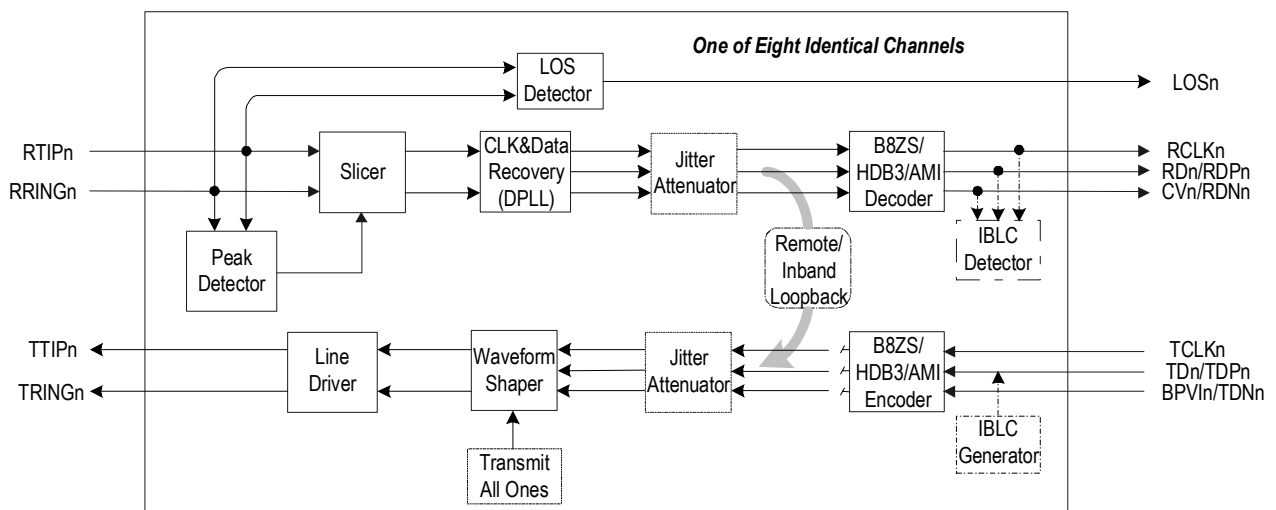 One of Eight Identical Channels
LOS
Detector
LOSn
RTIPn
RRINGn
Slicer
CLK&Data
Recovery
(DPLL)
Jitter
Attenuator
B8ZS/
HDB3/AMI
Decoder
RCLKn
RDn/RDPn
CVn/RDNn
Peak
Detector
Remote/
Inband
Loopback
IBLC
Detector
TTIPn
TRINGn
Line
Driver
Waveform
Shaper
Jitter
Attenuator
B8ZS/
HDB3/AMI
Encoder
TCLKn
TDn/TDPn
BPVIn/TDNn
Transmit
All Ones
IBLC
Generator